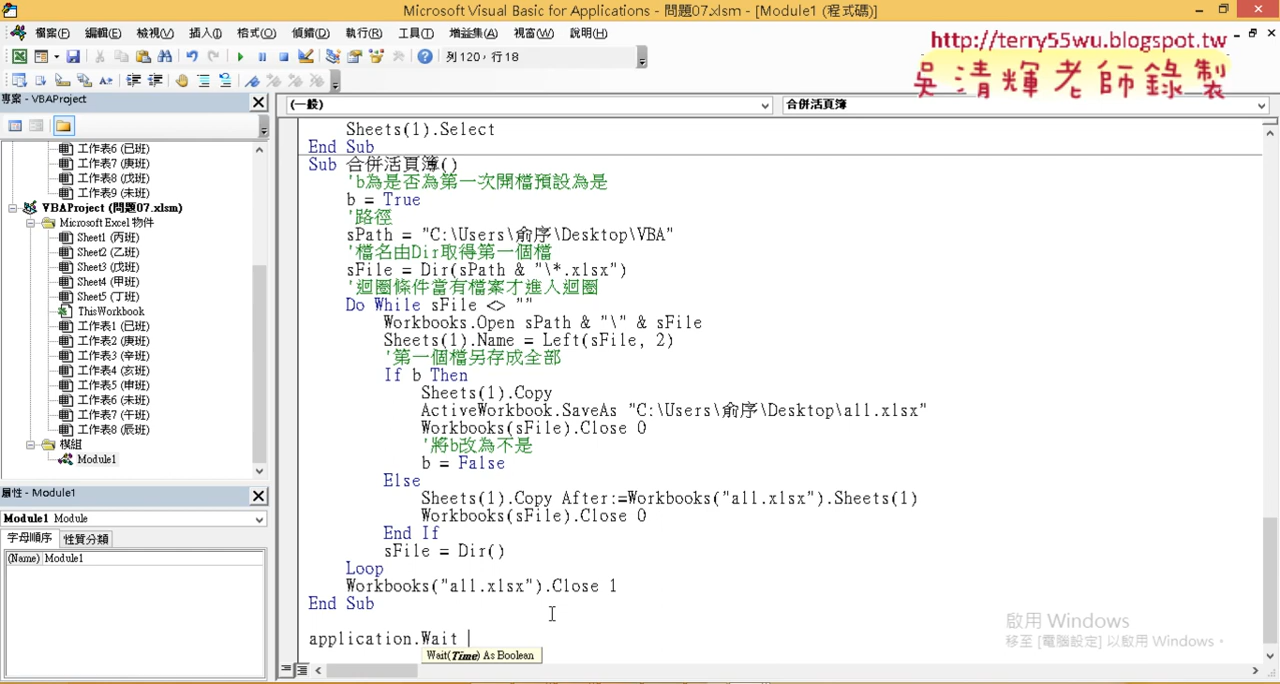 Microsoft Visual Basic for Applications - 問題07.xlsm - [Module1 (程式碼)]
檔案(F) 編輯(E) 檢視(V) 插入(I) 格式(O) 偵錯(D) 執行(R) 工具(T) 增益集(A) 視窗(W) 說明(H)
http://terry55wu.blogspot.tw
吳清輝老師錄製
列 120，行 18
專案 - VBAProject
(一般)
合併活頁簿
工作表6 (己班)
工作表7 (庚班)
工作表8 (戊班)
工作表9 (未班)
VBAProject (問題07.xlsm)
Microsoft Excel 物件
Sheet1 (丙班)
Sheet2 (乙班)
Sheet3 (戊班)
Sheet4 (甲班)
Sheet5 (丁班)
ThisWorkbook
工作表1 (己班)
工作表2 (庚班)
工作表3 (辛班)
工作表4 (亥班)
工作表5 (申班)
工作表6 (未班)
工作表7 (午班)
工作表8 (辰班)
模組
Module1
屬性 - Module1
Module1 Module
字母順序 性質分類
(Name) Module1
Sheets(1).Select
End Sub
Sub 合併活頁簿()
'b為是否為第一次開檔預設為是
b = True
'路徑
sPath = "C:\Users\俞序\Desktop\VBA"
'檔名由Dir取得第一個檔
sFile = Dir(sPath & "\*.xlsx")
'迴圈條件當有檔案才進入迴圈
Do While sFile <> ""
Workbooks.Open sPath & "\" & sFile
Sheets(1).Name = Left(sFile, 2)
'第一個檔另存成全部
If b Then
Sheets(1).Copy
ActiveWorkbook.SaveAs "C:\Users\俞序\Desktop\all.xlsx"
Workbooks(sFile).Close 0
'將b改為不是
b = False
Else
Sheets(1).Copy After:=Workbooks("all.xlsx").Sheets(1)
Workbooks(sFile).Close 0
End If
sFile = Dir()
Loop
Workbooks("all.xlsx").Close 1
End Sub
application.Wait
Wait(Time) As Boolean
啟用 Windows
移至 [電腦設定] 以啟用 Windows。